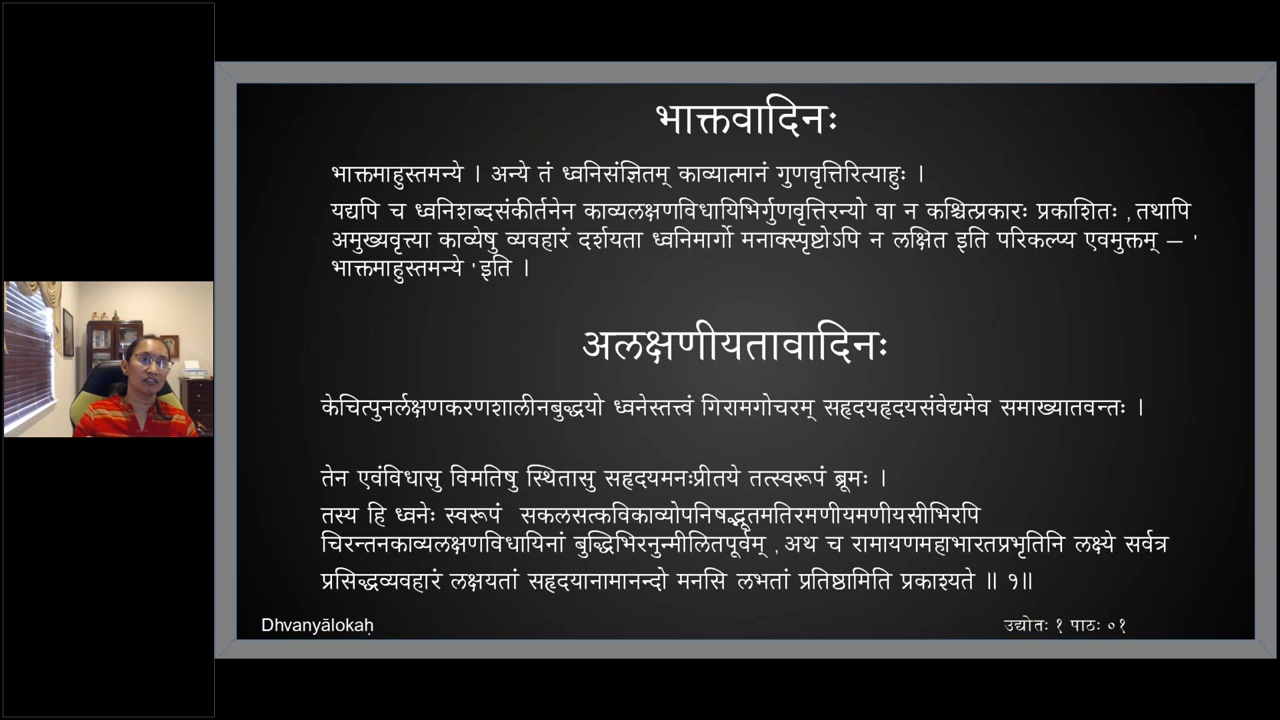 भाक्तवादिनः
भाक्तमाहुस्तमन्ये । अन्ये तं ध्वनिसंज्ञितम् काव्यात्मानं गुणवृत्तिरित्याहुः ।
यद्यपि च ध्वनिशब्दसंकीर्तनेन काव्यलक्षणविधायिभिर्गुणवृत्तिरन्यो वा न कश्चित्प्रकारः प्रकाशितः , तथापि
अमुख्यवृत्त्या काव्येषु व्यवहारं दर्शयता ध्वनिमार्गो मनाक्स्पृष्टोऽपि न लक्षित इति परिकल्प्य एवमुक्तम् – '
भाक्तमाहुस्तमन्ये ' इति ।
अलक्षणीयतावादिनः
केचित्पुनर्लक्षणकरणशालीनबुद्धयो ध्वनेस्तत्त्वं गिरामगोचरम् सहृदयहृदयसंवेद्यमेव समाख्यातवन्तः ।
तेन एवंविधासु विमतिषु स्थितासु सहृदयमनःप्रीतये तत्स्वरूपं ब्रूमः ।
तस्य हि ध्वनेः स्वरूपं सकलसत्कविकाव्योपनिषद्भूतमतिरमणीयमणीयसीभिरपि
चिरन्तनकाव्यलक्षणविधायिनां बुद्धिभिरनुन्मीलितपूर्वम् , अथ च रामायणमहाभारतप्रभृतिनि लक्ष्ये सर्वत्र
प्रसिद्धव्यवहारं लक्षयतां सहृदयानामानन्दो मनसि लभतां प्रतिष्ठामिति प्रकाश्यते ॥ १॥
Dhvanyālokaḥ
उद्योतः १ पाठः ०१